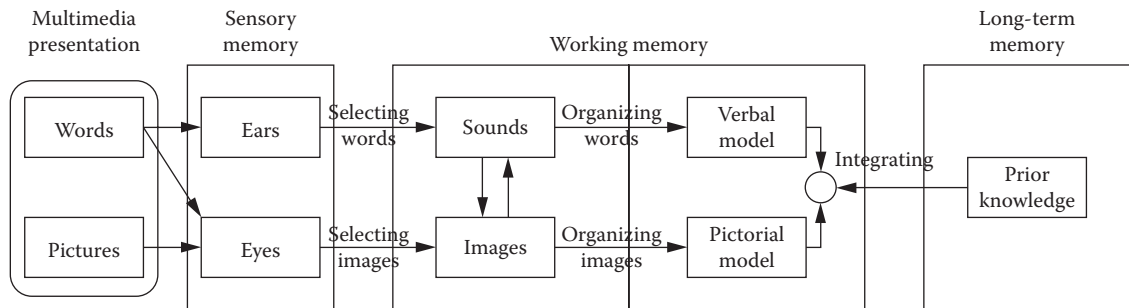 Multimedia
presentation
Sensory
memory
Working memory
Long-term
memory
Words
Ears
Selecting
words
Sounds
Organizing
words
Verbal
model
Integrating
Prior
knowledge
Pictures
Eyes
Selecting
images
Images
Organizing
images
Pictorial
model